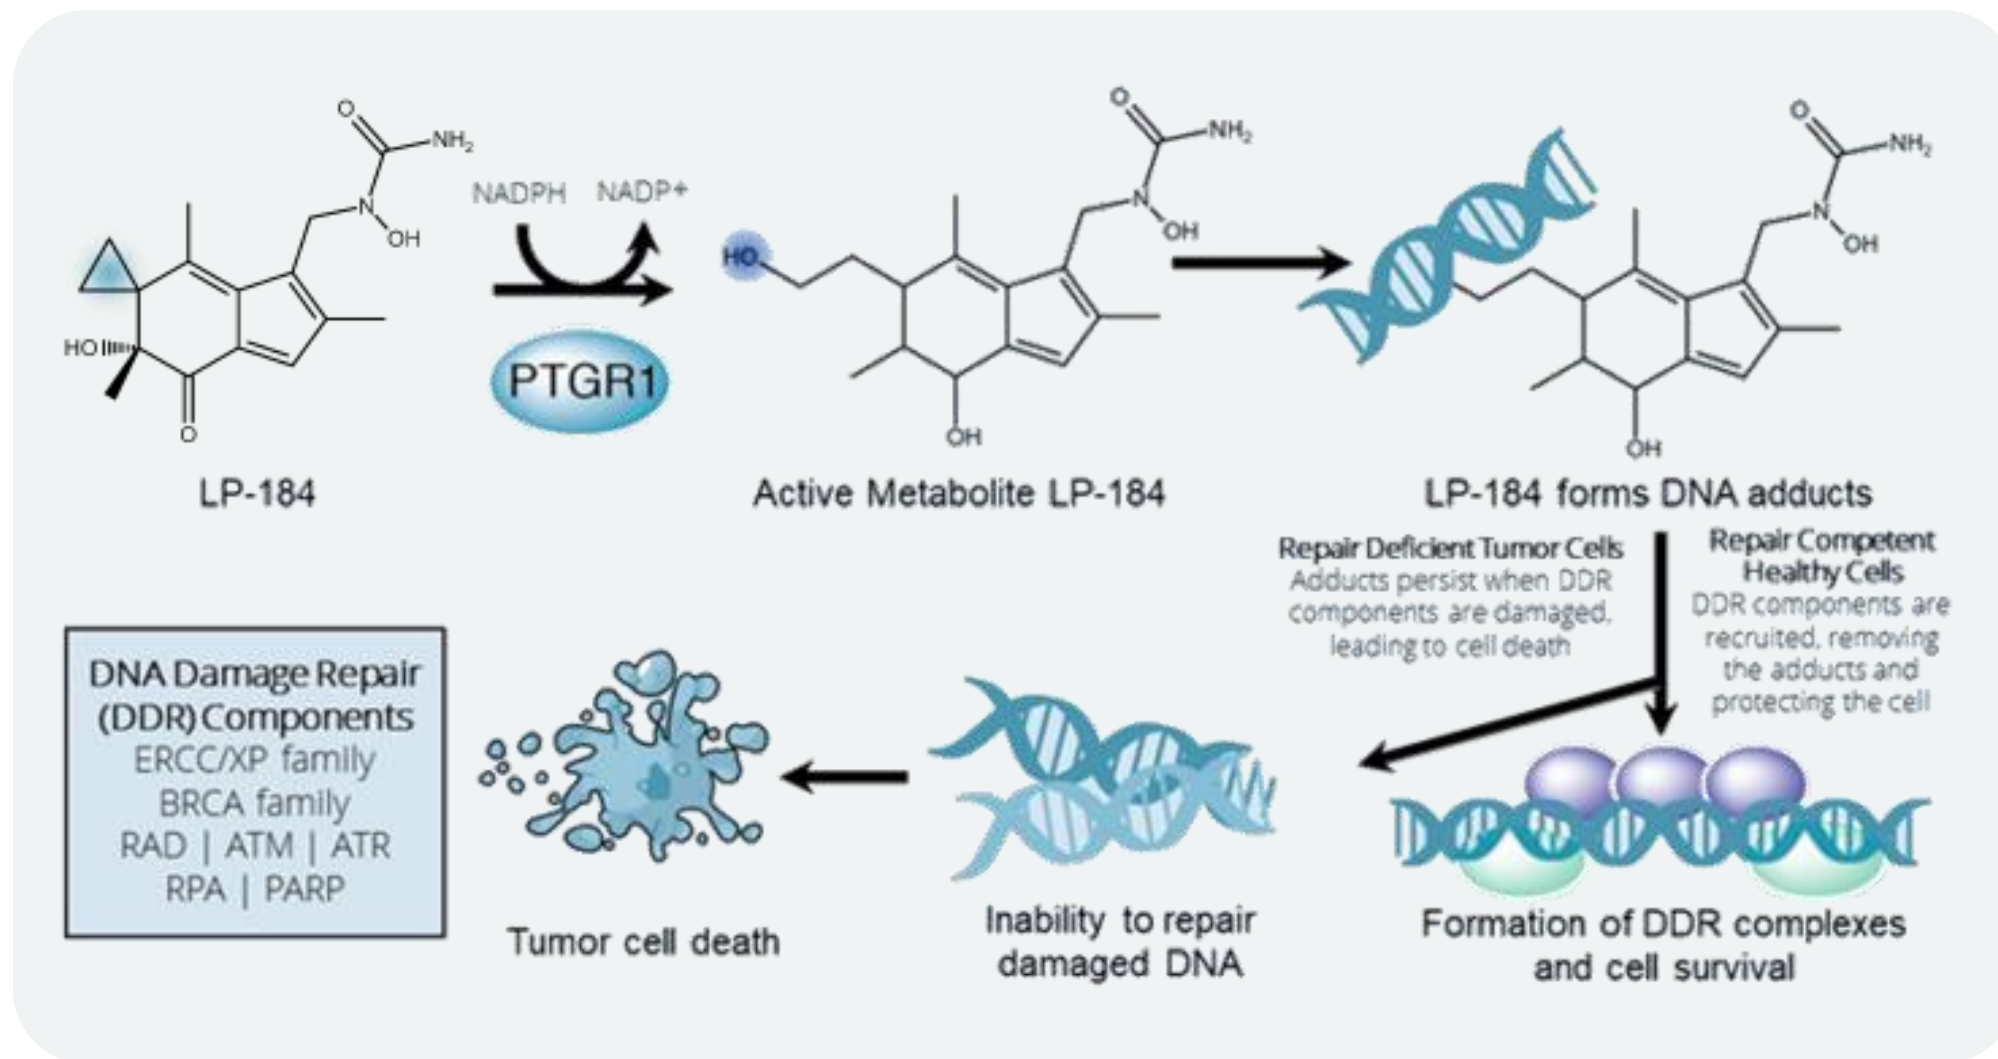 O
NH2
N
OH
HO
O
LP-184
NADPH NADP+
PTGR1
O
NH2
N
OH
HO
OH
Active Metabolite LP-184
O
NH2
N
OH
OH
LP-184 forms DNA adducts
Repair Deficient Tumor Cells
Adducts persist when DDR
components are damaged,
leading to cell death
Repair Competent
Healthy Cells
DDR components are
recruited, removing
the adducts and
protecting the cell
DNA Damage Repair
(DDR) Components
ERCC/XP family
BRCA family
RAD | ATM | ATR
RPA | PARP
Tumor cell death
Inability to repair
damaged DNA
Formation of DDR complexes
and cell survival